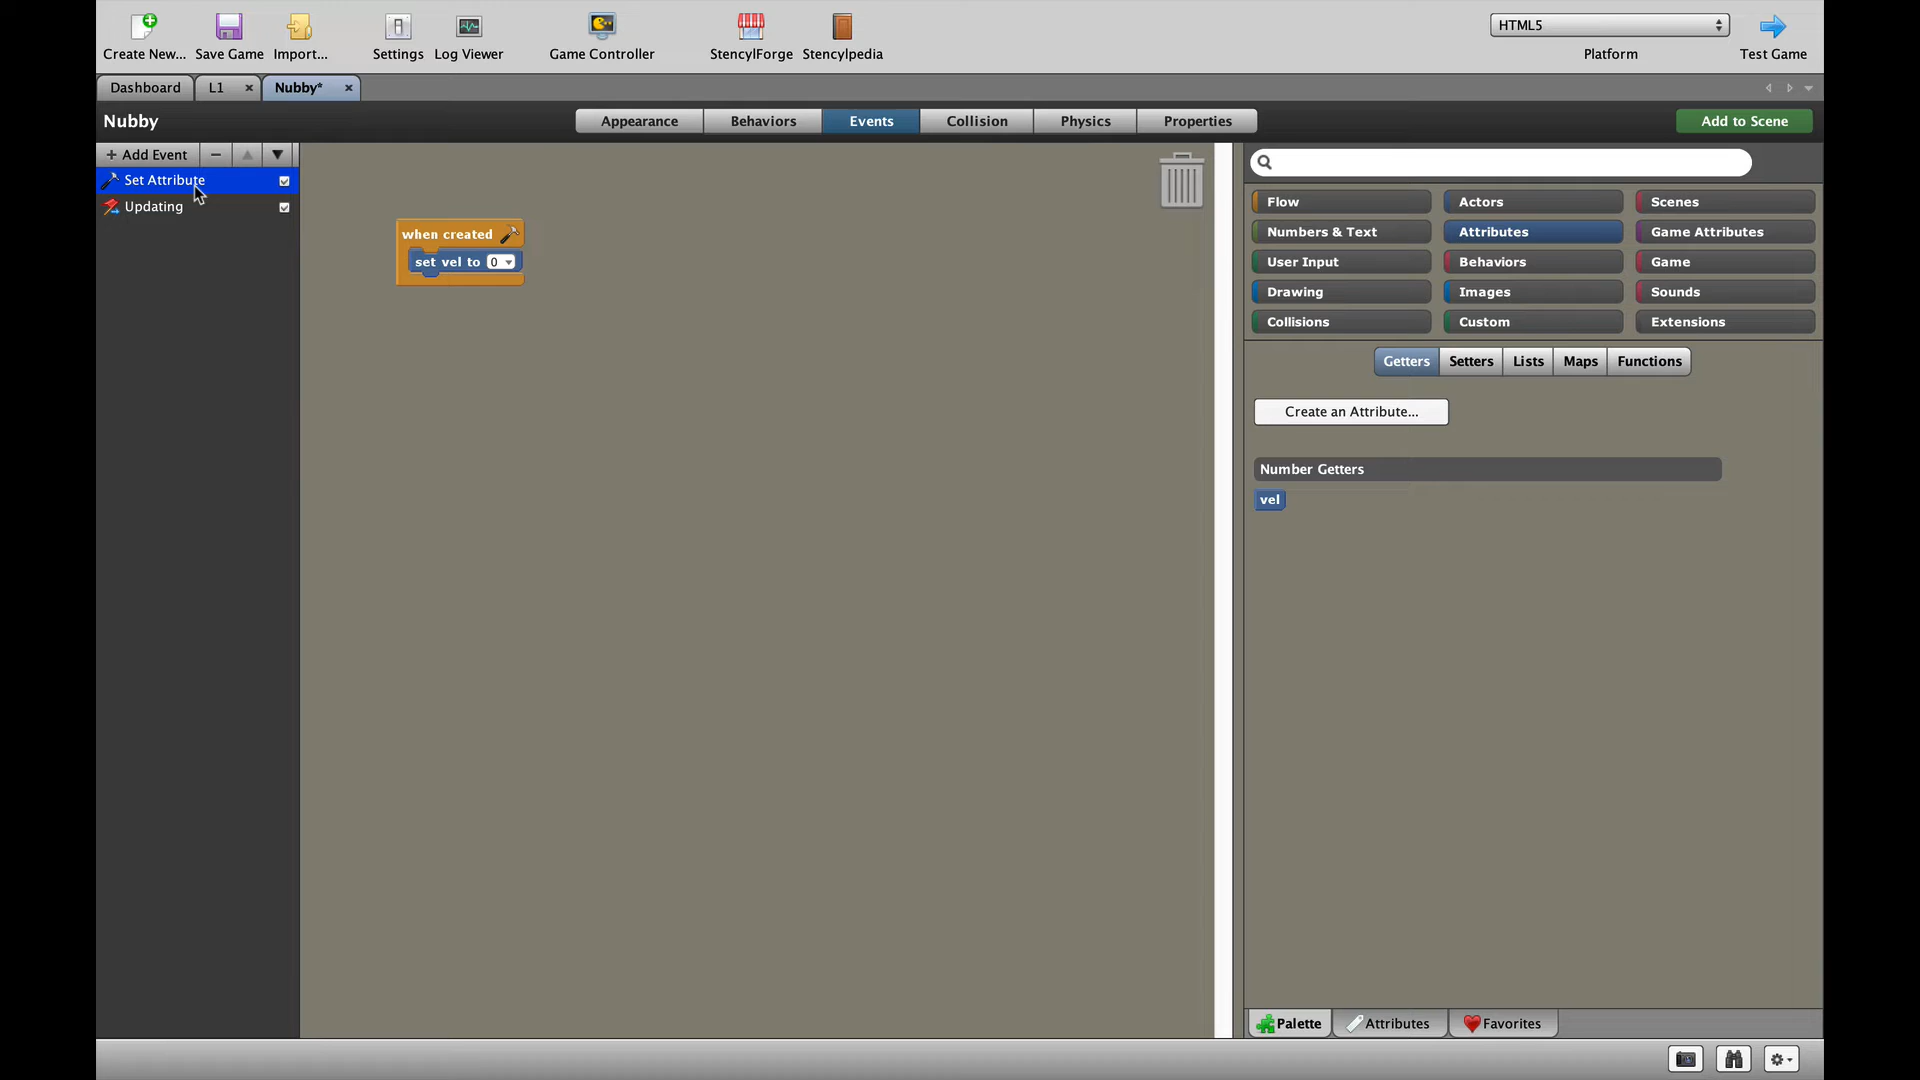 Create New... Save Game Import... Settings Log Viewer Game Controller StencylForge Stencylpedia HTML5 Platform Test Game
Dashboard L1 × Nubby* ×
Nubby Appearance Behaviors Events Collision Physics Properties Add to Scene
+ Add Event
Set Attribute
Updating
when created
set vel to 0
Flow Actors Scenes
Numbers & Text Attributes Game Attributes
User Input Behaviors Game
Drawing Images Sounds
Collisions Custom Extensions
Getters Setters Lists Maps Functions
Create an Attribute...
Number Getters
vel
Palette Attributes Favorites